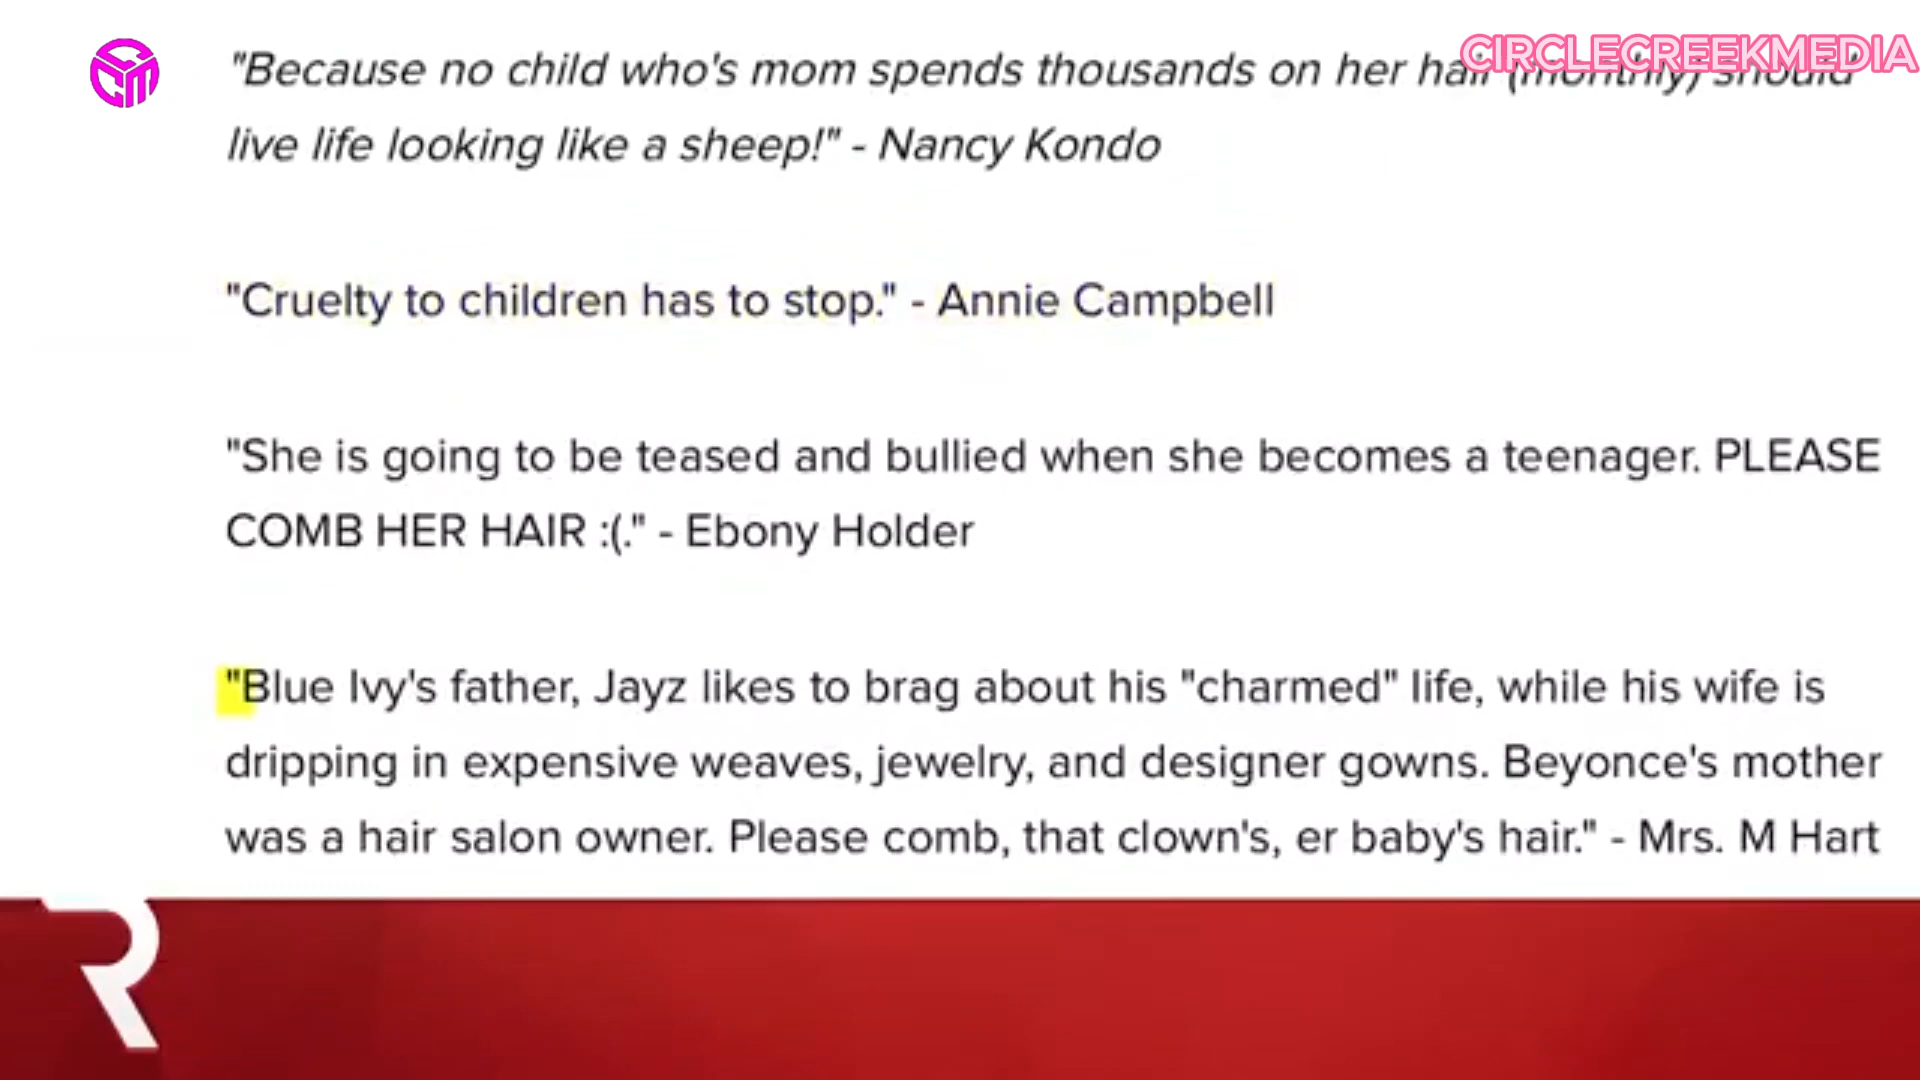 CIRCLECREEKMEDIA
"Because no child who's mom spends thousands on her hair (monthly) should
live life looking like a sheep!" - Nancy Kondo
"Cruelty to children has to stop." - Annie Campbell
"She is going to be teased and bullied when she becomes a teenager. PLEASE
COMB HER HAIR :(." - Ebony Holder
"Blue Ivy's father, Jayz likes to brag about his "charmed" life, while his wife is
dripping in expensive weaves, jewelry, and designer gowns. Beyonce's mother
was a hair salon owner. Please comb, that clown's, er baby's hair." - Mrs. M Hart
R